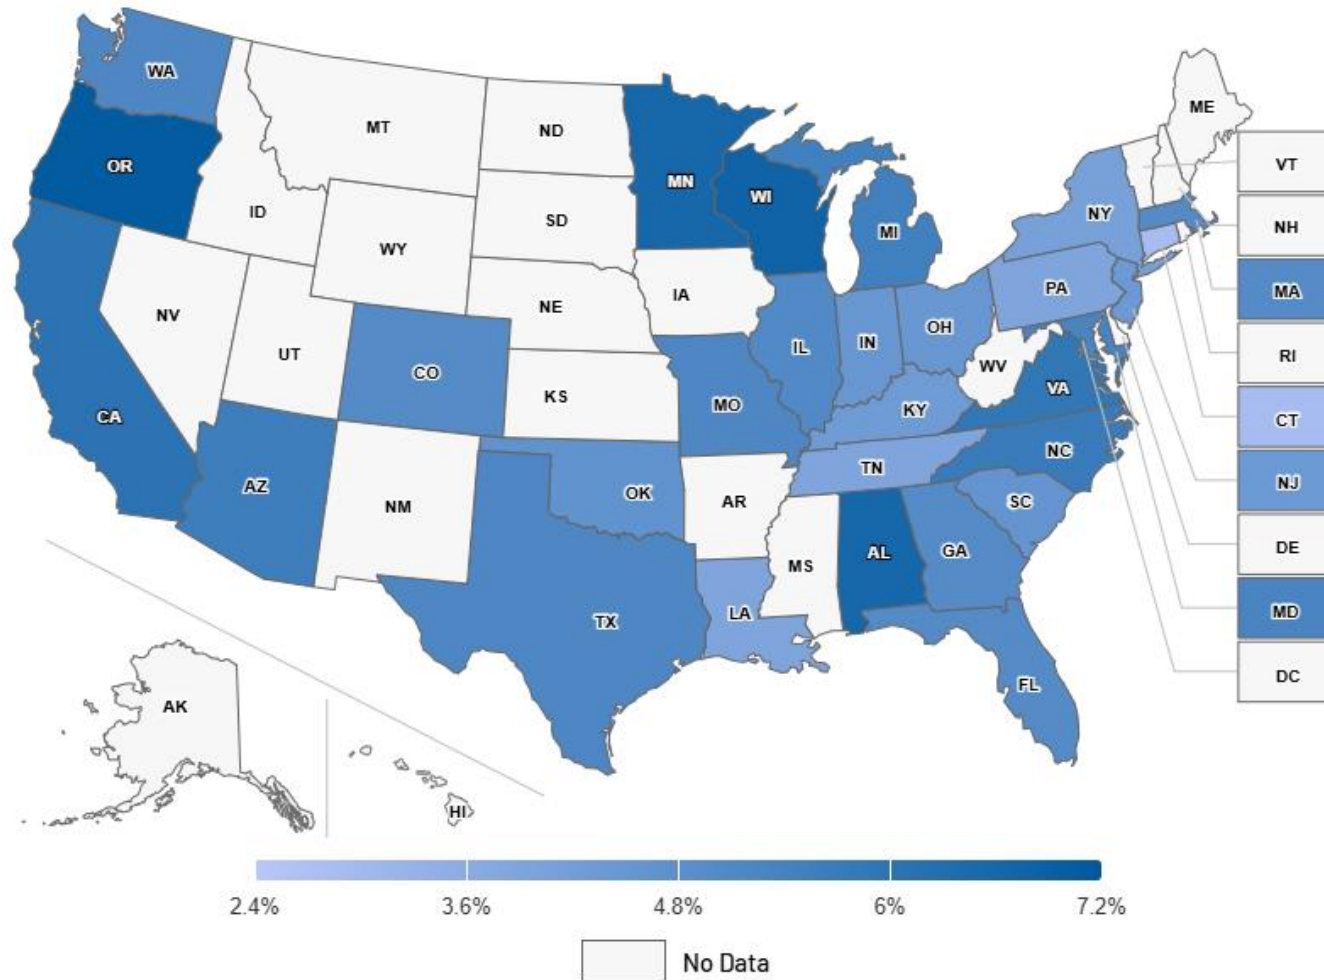 WA
ME
MT
ND
VT
OR
MN
ID
WI
SD
NY
NH
MI
WY
MA
PA
IA
NE
NV
OH
RI
IN
IL
UT
WV
CO
VA
KS
MO
KY
CA
CT
NC
TN
AZ
NJ
OK
SC
NM
AR
DE
AL
GA
MS
MD
LA
TX
DC
FL
AK
HI
2.4% 3.6% 4.8% 6% 7.2%
No Data